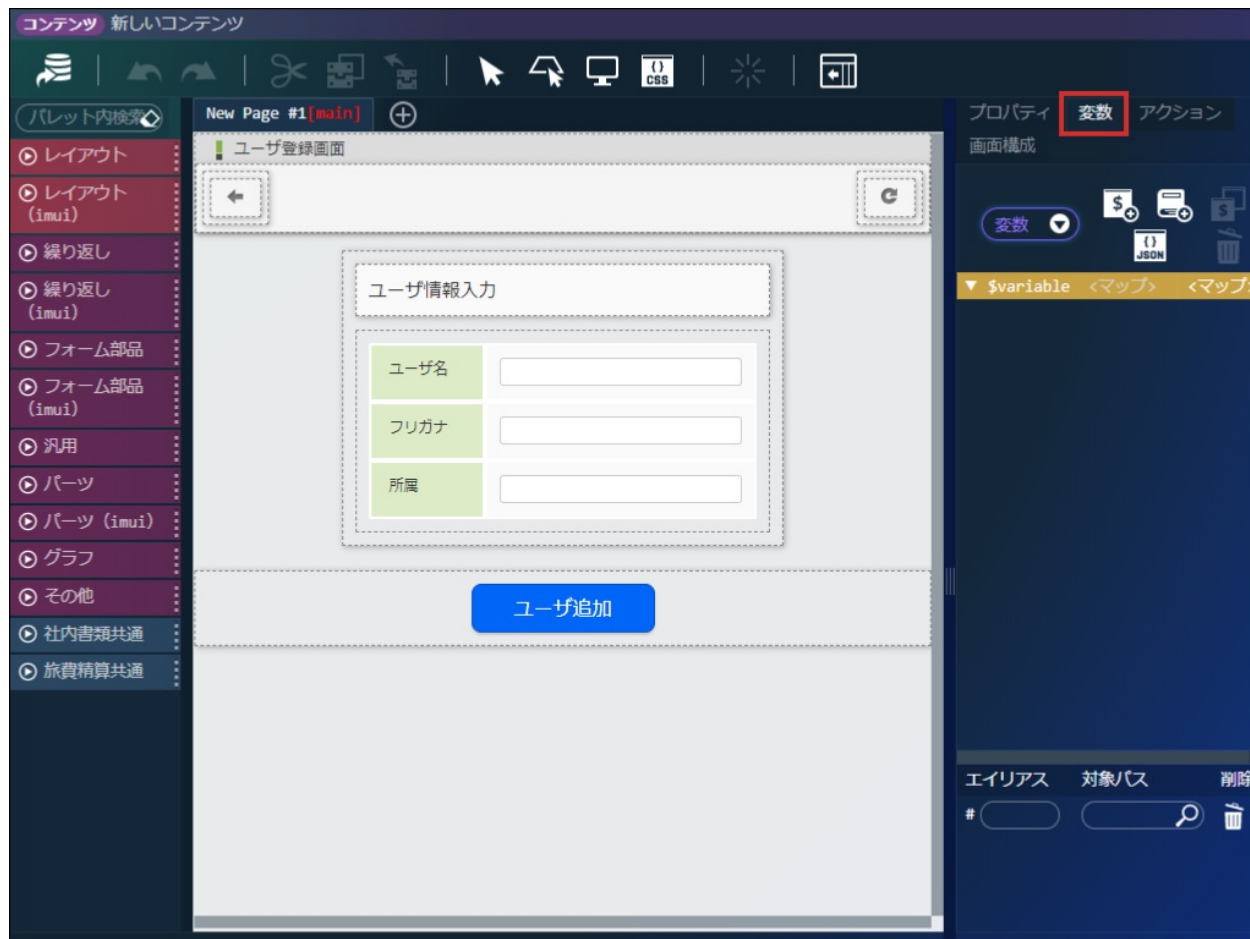 コンテンツ 新しいコンテンツ
{} CSS
パレット内検索
New Page #1[main]
プロパティ 変数 アクション
画面構成
レイアウト
レイアウト
(imui)
繰り返し
繰り返し
(imui)
フォーム部品
フォーム部品
(imui)
汎用
パーツ
パーツ (imui)
グラフ
その他
社内書類共通
旅費精算共通
ユーザ登録画面
ユーザ情報入力
ユーザ名
フリガナ
所属
ユーザ追加
変数
$
$
{} JSON
$variable <マップ> <マップ>
エイリアス 対象パス 削除
#